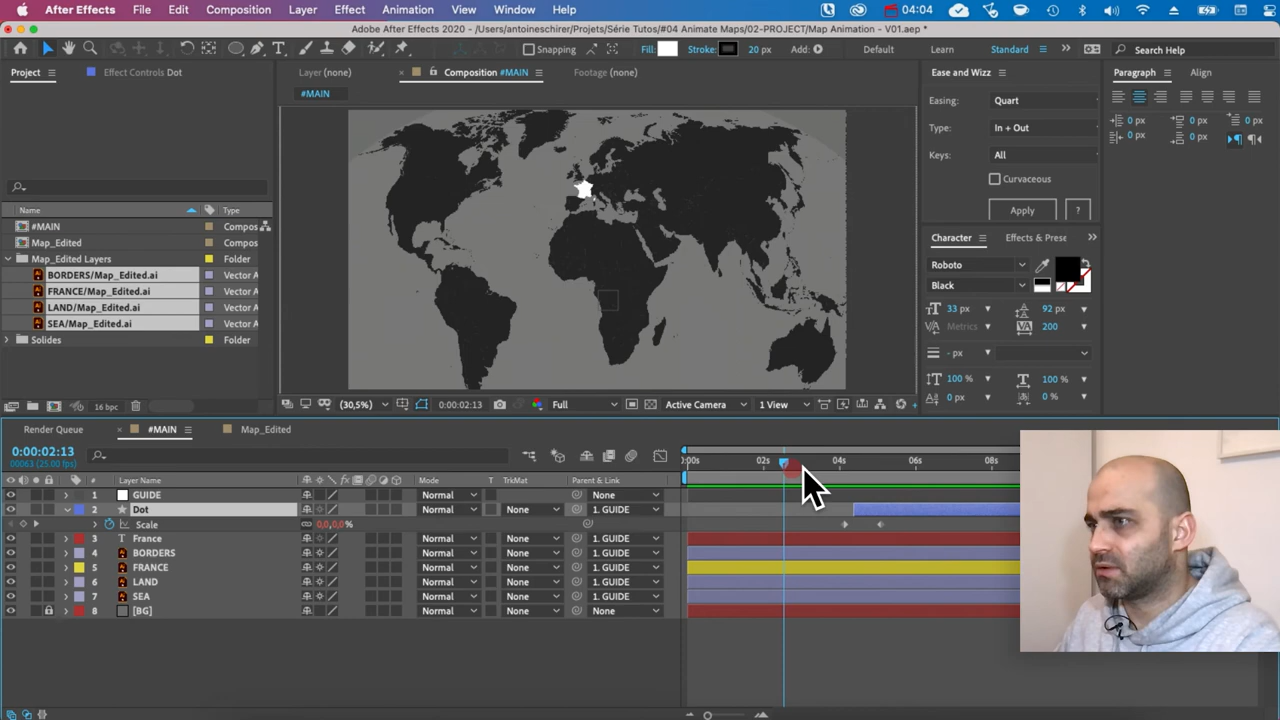 After Effects File Edit Composition Layer Effect Animation View Window Help 04:04
Adobe After Effects 2020 - /Users/antoineschirer/Projets/Série Tutos/#04 Animate Maps/02-PROJECT/Map Animation - V01.aep *
Snapping Fill: Stroke: 20 px Add: Default Learn Standard Search Help
Project Effect Controls Dot Layer (none) Composition #MAIN Footage (none) Ease and Wizz Paragraph Align
#MAIN
Easing: Quart
0 px 0 px 0 px
Type: In + Out
0 px 0 px
Keys: All
Curvaceous
Name Type
Apply ?
#MAIN Compos
Map_Edited Compos
Character Effects & Prese
Map_Edited Layers Folder
BORDERS/Map_Edited.ai Vector A
Roboto
FRANCE/Map_Edited.ai Vector A
Black
LAND/Map_Edited.ai Vector A
33 px 92 px
SEA/Map_Edited.ai Vector A
Metrics 200
Solides Folder
- px
100 % 100 %
0 px 0 %
16 bpc (30,5%) 0:00:02:13 Full Active Camera 1 View
Render Queue #MAIN Map_Edited
0:00:02:13
00063 (25.00 fps)
0:00s 02s 04s 06s 08s
# Layer Name Mode T TrkMat Parent & Link
1 GUIDE Normal None
2 Dot Normal None 1. GUIDE
Scale 0,0,0,0%
3 France Normal None 1. GUIDE
4 BORDERS Normal None 1. GUIDE
5 FRANCE Normal None 1. GUIDE
6 LAND Normal None 1. GUIDE
7 SEA Normal None 1. GUIDE
8 [BG] Normal None None